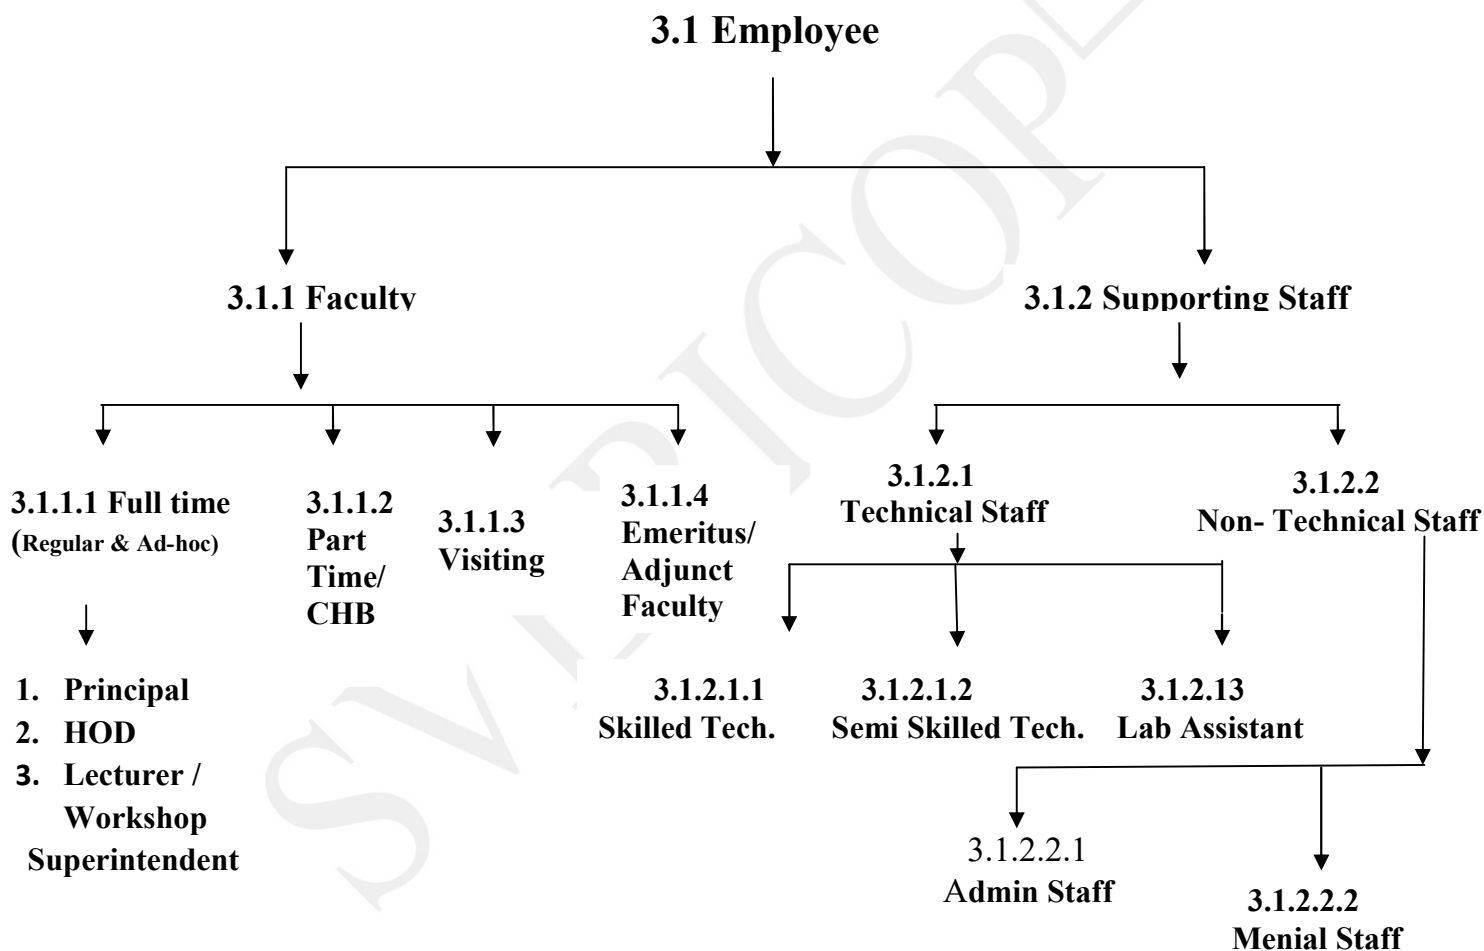 3.1 Employee
3.1.1 Faculty
3.1.2 Supporting Staff
3.1.1.1 Full time
(Regular & Ad-hoc)
3.1.1.2
Part
Time/
CHB
3.1.1.3
Visiting
3.1.1.4
Emeritus/
Adjunct
Faculty
3.1.2.1
Technical Staff
3.1.2.2
Non- Technical Staff
1. Principal
2. HOD
3. Lecturer /
Workshop
Superintendent
3.1.2.1.1
Skilled Tech.
3.1.2.1.2
Semi Skilled Tech.
3.1.2.13
Lab Assistant
3.1.2.2.1
Admin Staff
3.1.2.2.2
Menial Staff